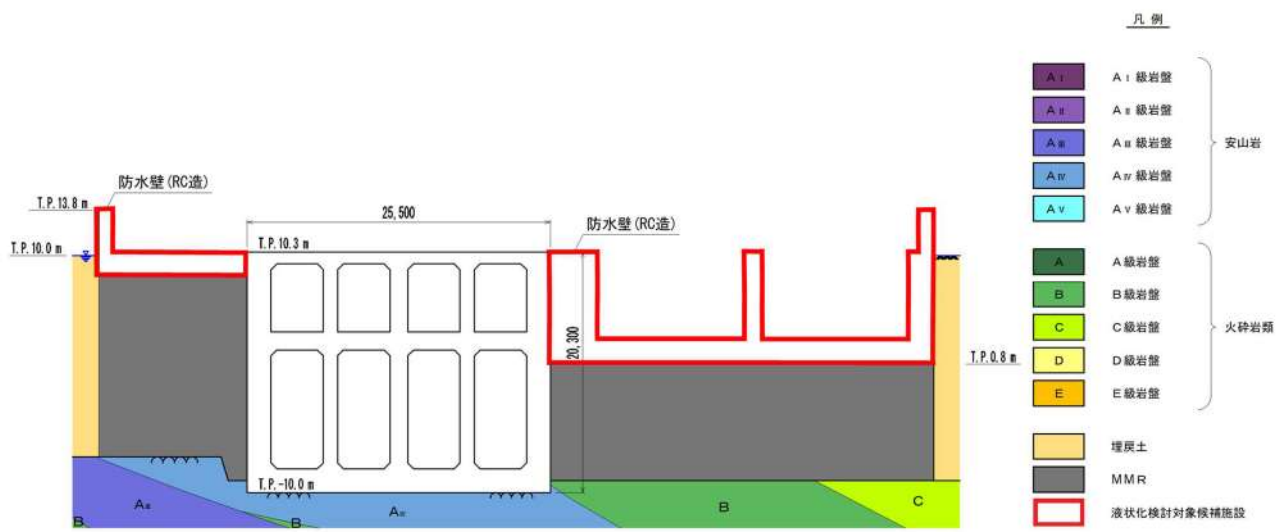 凡 例
AⅠ AⅠ級岩盤
AⅡ AⅡ級岩盤
AⅢ AⅢ級岩盤
AⅣ AⅣ級岩盤
AⅤ AⅤ級岩盤
安山岩
A A級岩盤
B B級岩盤
C C級岩盤
D D級岩盤
E E級岩盤
火砕岩類
埋戻土
MMR
液状化検討対象候補施設
防水壁(RC造)
T.P.13.8 m
T.P.10.0 m
25,500
T.P.10.3 m
防水壁(RC造)
20,300
T.P.0.8 m
T.P.-10.0 m
AⅢ
B
B
AⅣ
B
C